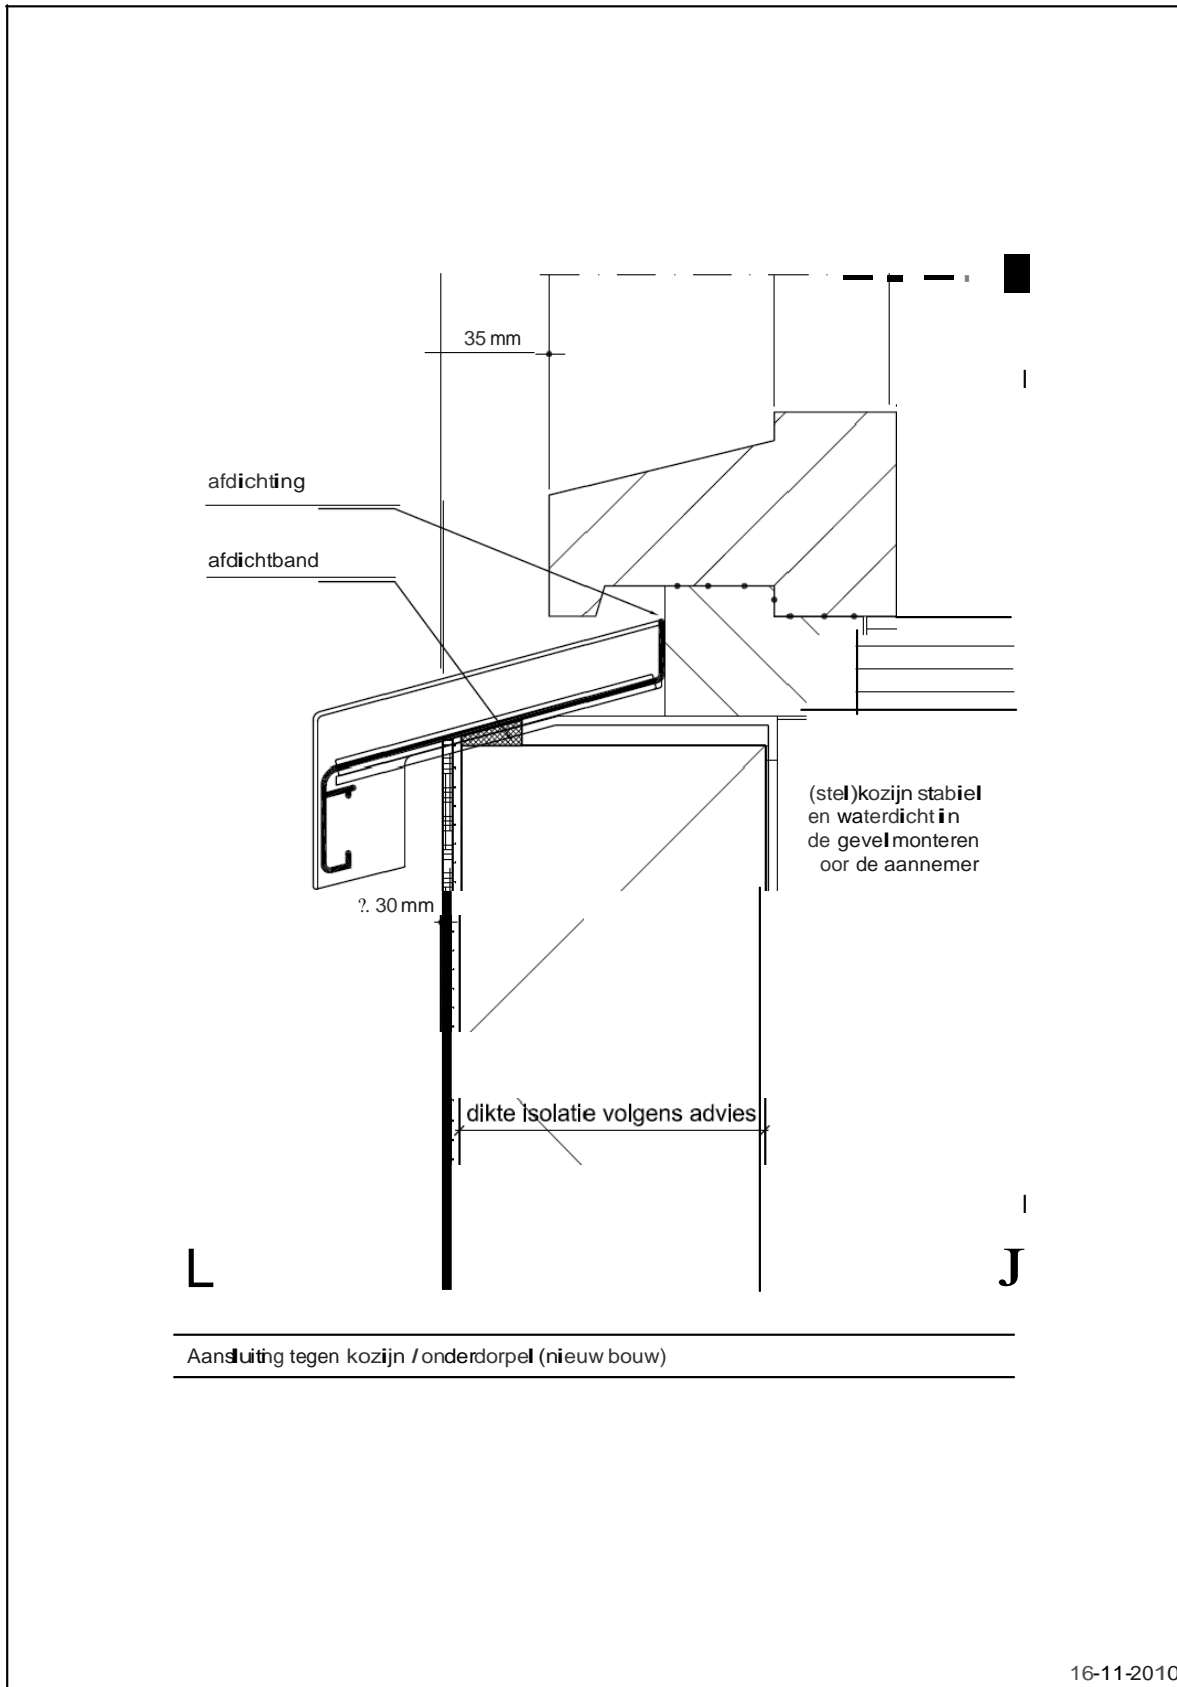 35 mm
afdichting
afdichtband
(stel)kozijn stabiel
en waterdicht in
de gevel monteren
oor de aannemer
?. 30 mm
dikte isolatie volgens advies
L J
Aansluiting tegen kozijn / onderdorpel (nieuw bouw)
16-11-2010